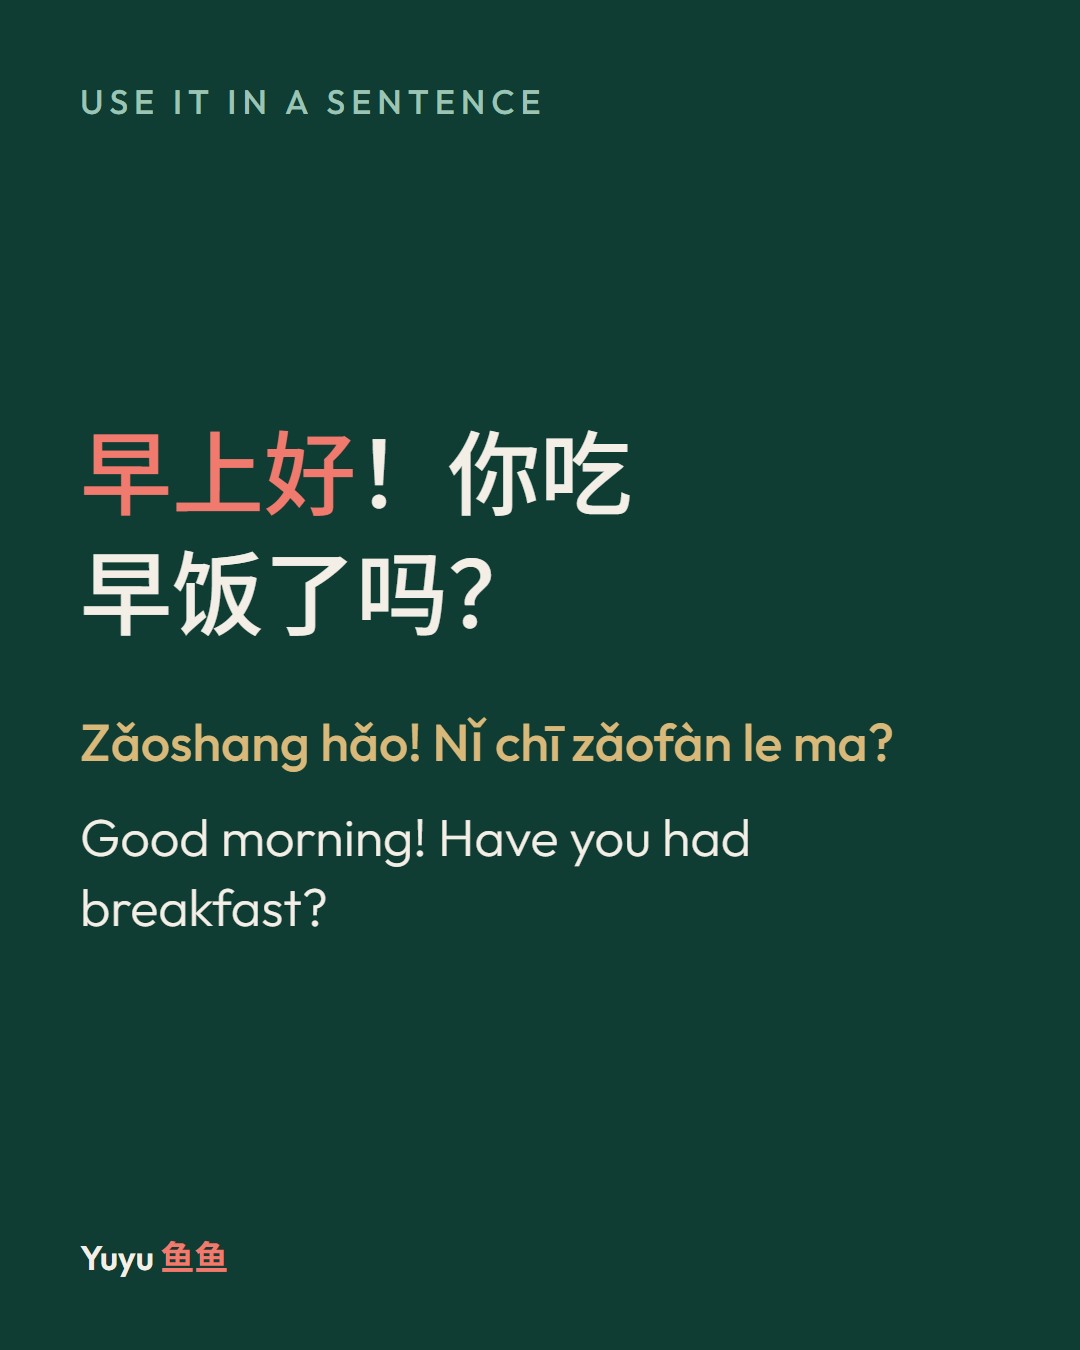 USE IT IN A SENTENCE
早上好！你吃
早饭了吗？
Zǎoshang hǎo! Nǐ chī zǎofàn le ma?
Good morning! Have you had
breakfast?
Yuyu 鱼鱼